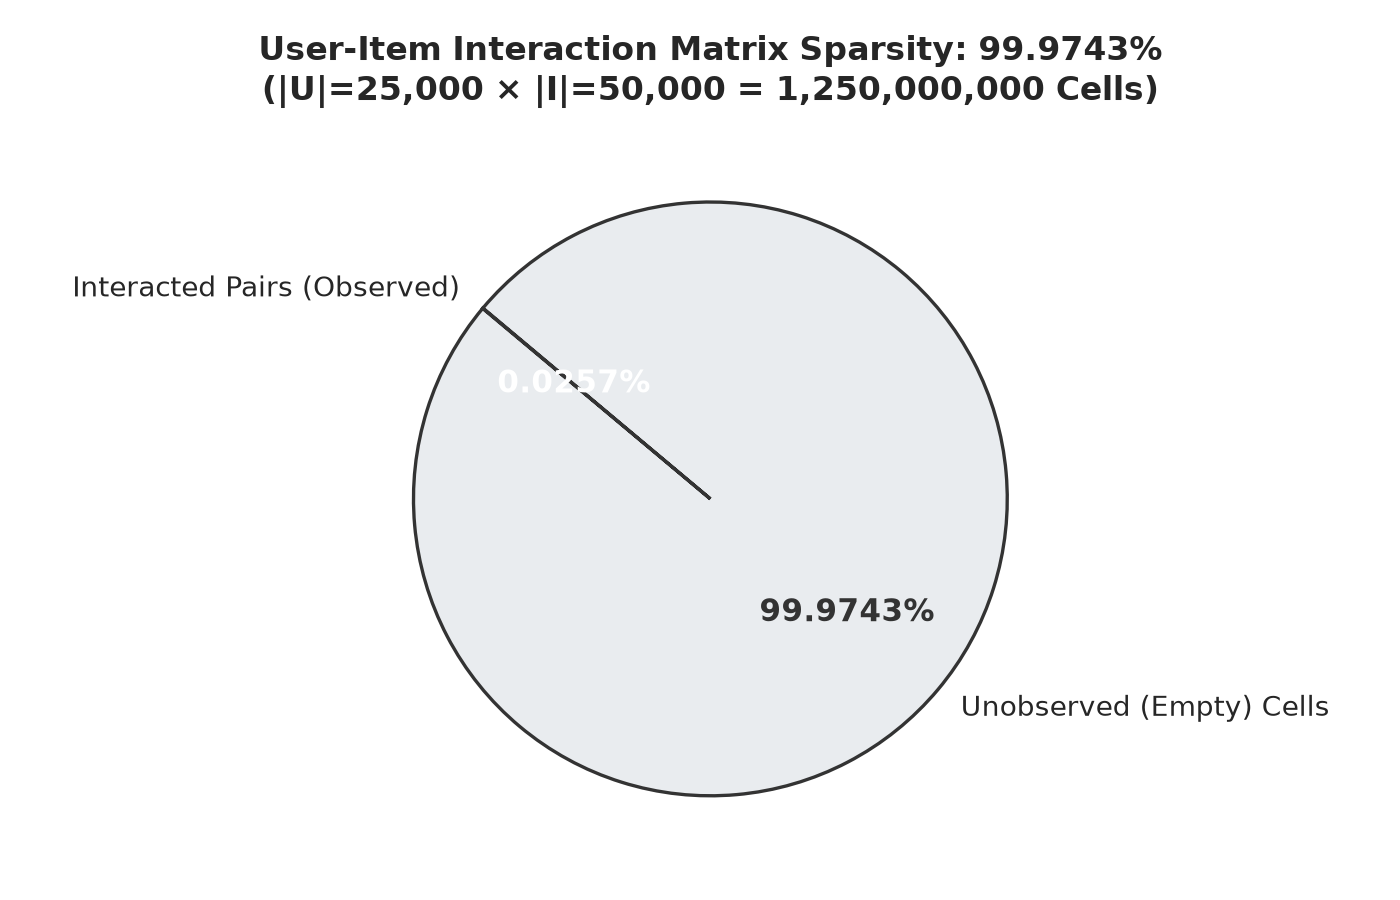 User-Item Interaction Matrix Sparsity: 99.9743%
(|U|=25,000 × |I|=50,000 = 1,250,000,000 Cells)
Interacted Pairs (Observed)
0.0257%
99.9743%
Unobserved (Empty) Cells